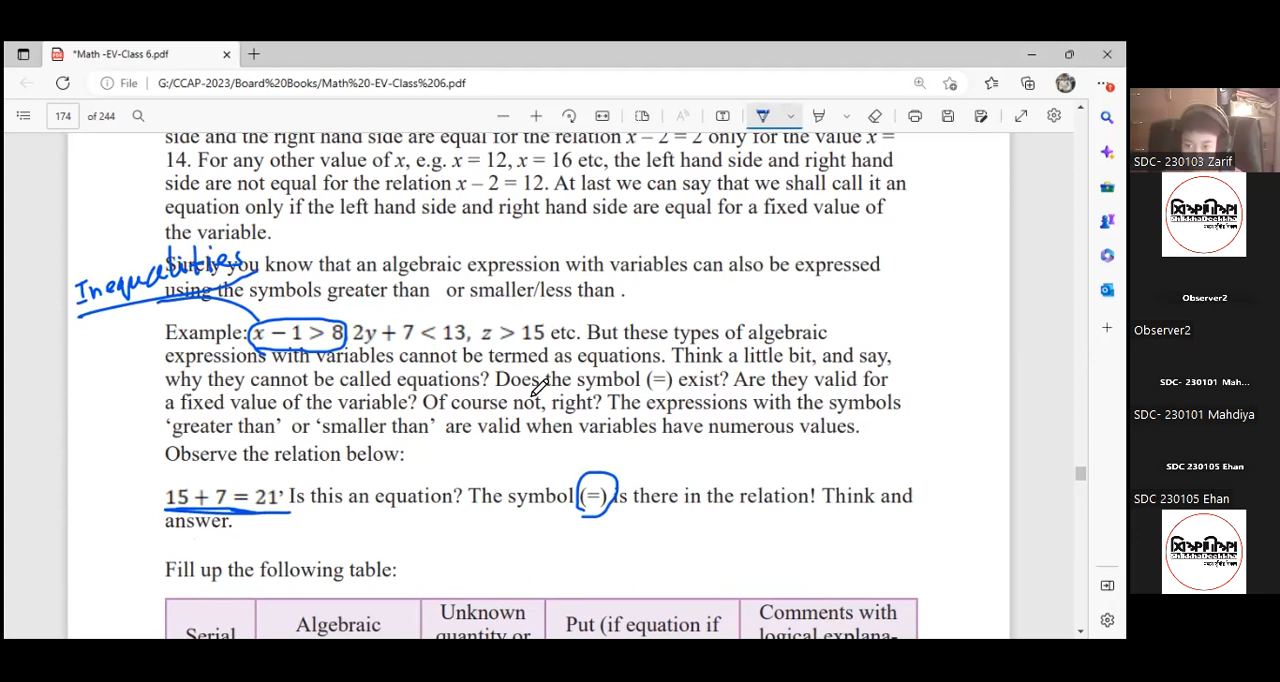 *Math -EV-Class 6.pdf
File G:/CCAP-2023/Board%20Books/Math%20-EV-Class%206.pdf
174 of 244
side and the right hand side are equal for the relation x – 2 = 2 only for the value x =
14. For any other value of x, e.g. x = 12, x = 16 etc, the left hand side and right hand
side are not equal for the relation x – 2 = 12. At last we can say that we shall call it an
equation only if the left hand side and right hand side are equal for a fixed value of
the variable.
Inequalities
Surely you know that an algebraic expression with variables can also be expressed
using the symbols greater than or smaller/less than .
Example: x – 1 > 8 2y + 7 < 13, z > 15 etc. But these types of algebraic
expressions with variables cannot be termed as equations. Think a little bit, and say,
why they cannot be called equations? Does the symbol (=) exist? Are they valid for
a fixed value of the variable? Of course not, right? The expressions with the symbols
‘greater than’ or ‘smaller than’ are valid when variables have numerous values.
Observe the relation below:
15 + 7 = 21’ Is this an equation? The symbol (=) is there in the relation! Think and
answer.
Fill up the following table:
Serial
Algebraic
Unknown
quantity or
Put (if equation if
Comments with
logical explana-
SDC- 230103 Zarif
শিক্ষাদীক্ষা
ShikkhaDeekkha
Observer2
Observer2
SDC- 230101 Mah...
SDC- 230101 Mahdiya
SDC 230105 Ehan
SDC 230105 Ehan
শিক্ষাদীক্ষা
ShikkhaDeekkha